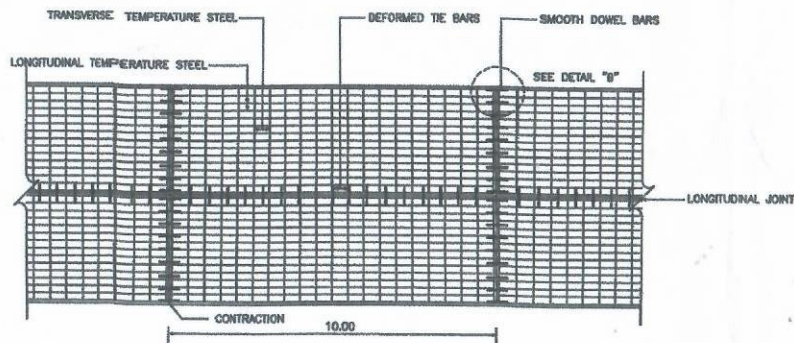 TRANSVERSE TEMPERATURE STEEL
DEFORMED TIE BARS
SMOOTH DOWEL BARS
LONGITUDINAL TEMPERATURE STEEL
SEE DETAIL "B"
LONGITUDINAL JOINT
CONTRACTION
10.00